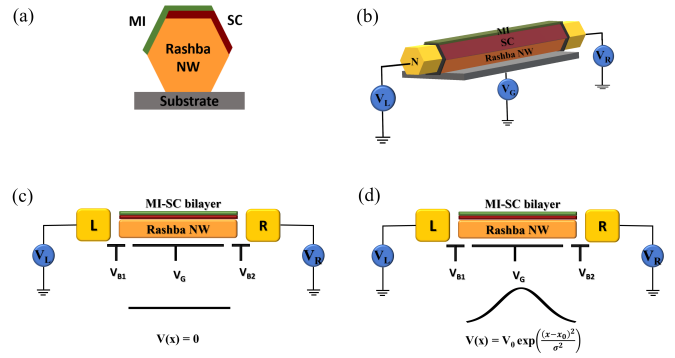 (a)
MI
SC
Rashba
NW
Substrate
(b)
MI
SC
Rashba NW
N
V_L
V_G
V_R
(c)
MI-SC bilayer
L
Rashba NW
R
V_L
V_B1
V_G
V_B2
V_R
V(x) = 0
(d)
MI-SC bilayer
L
Rashba NW
R
V_L
V_B1
V_G
V_B2
V_R
V(x) = V_0 exp((x−x_0)^2/σ^2)